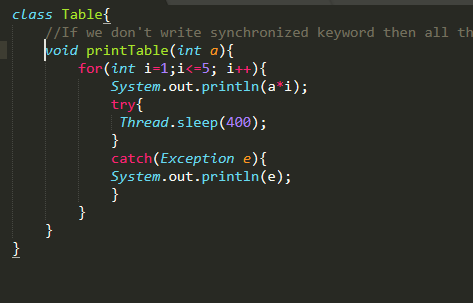 class Table{
//If we don't write synchronized keyword then all th
void printTable(int a){
for(int i=1;i<=5; i++){
System.out.println(a*i);
try{
Thread.sleep(400);
}
catch(Exception e){
System.out.println(e);
}
}
}
}